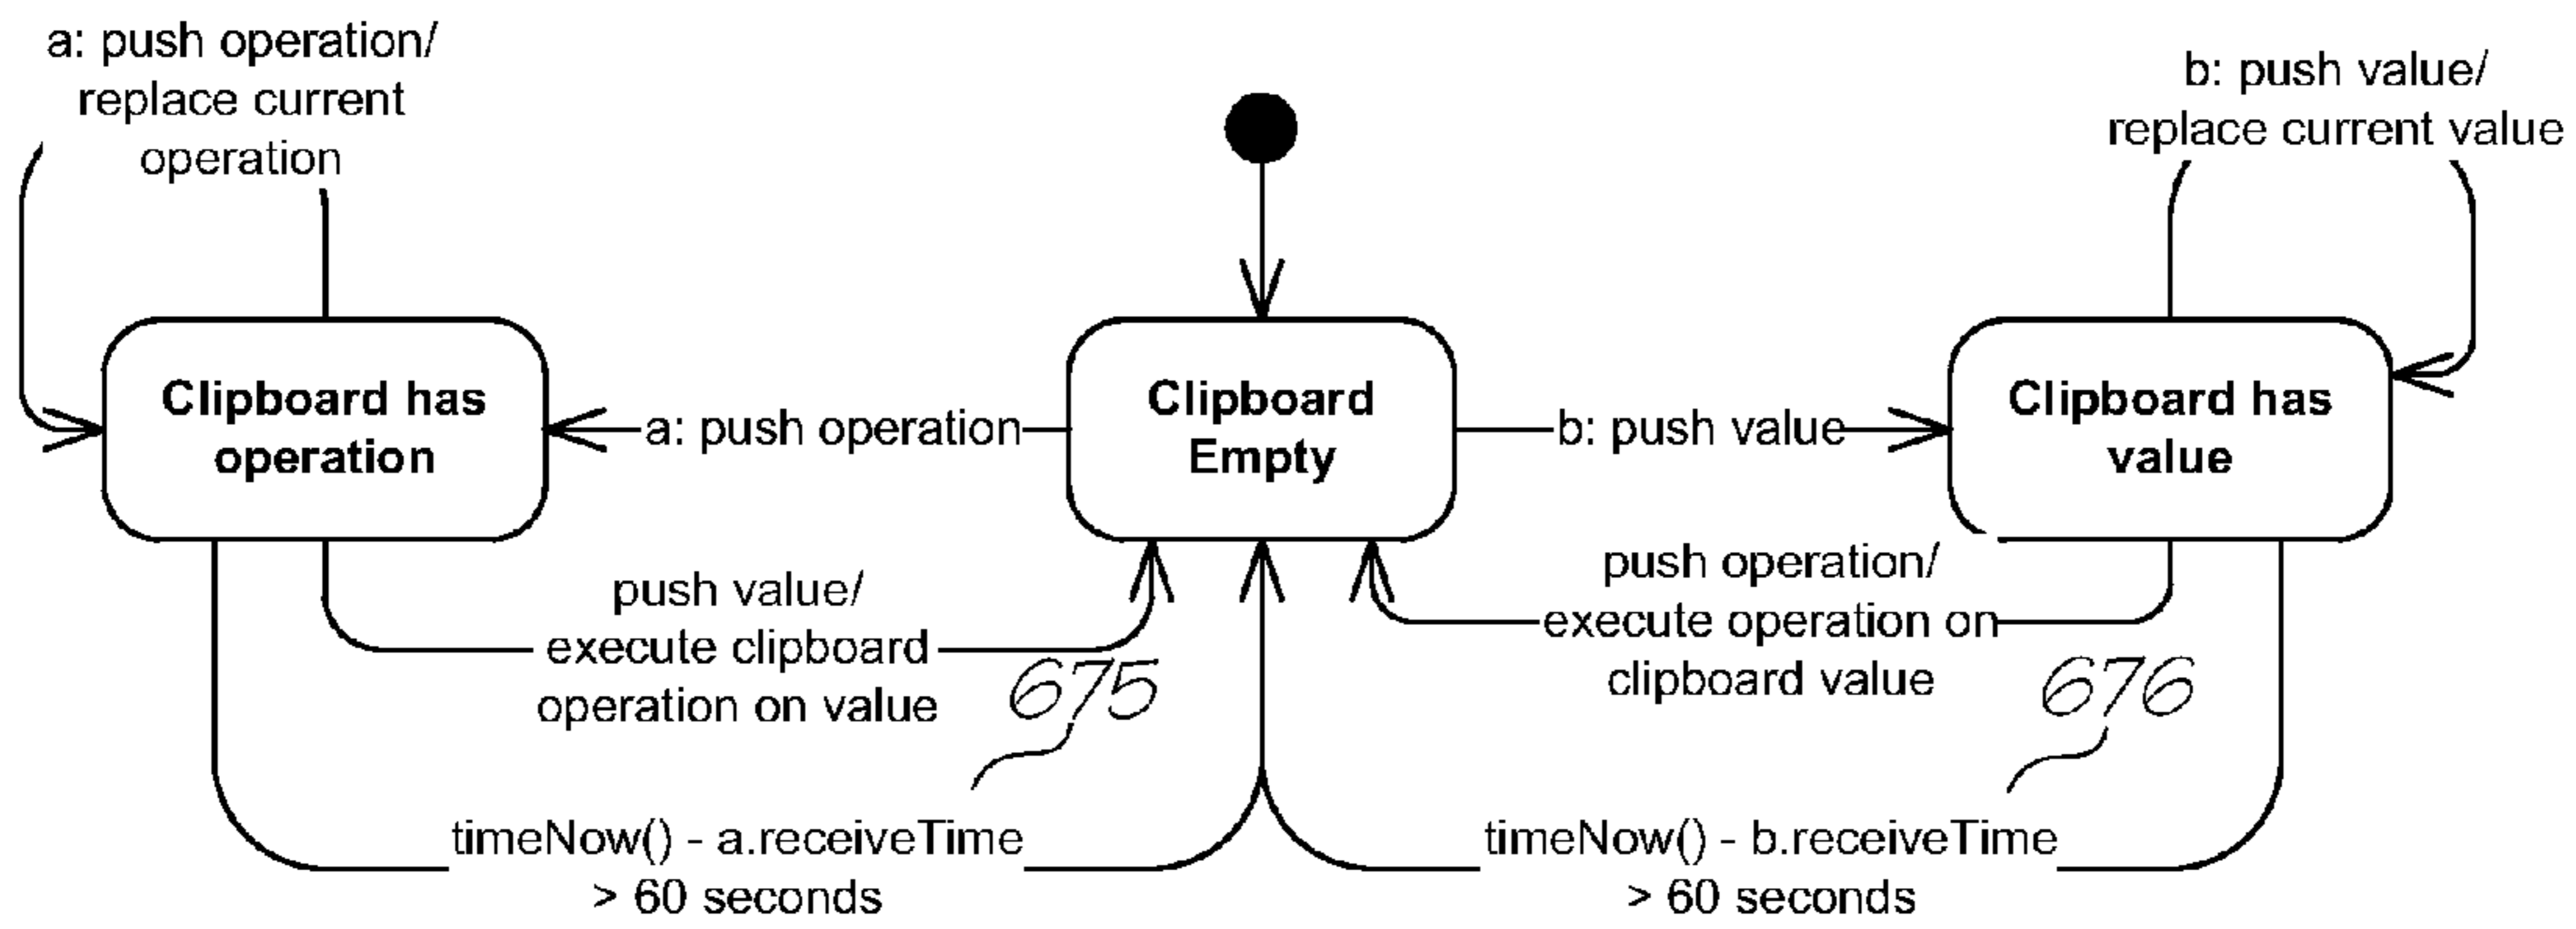 a: push operation/
replace current
operation
b: push value/
replace current value
Clipboard has
operation
a: push operation
Clipboard
Empty
b: push value
Clipboard has
value
push value/
execute clipboard
operation on value
675
push operation/
execute operation on
clipboard value
676
timeNow() - a.receiveTime
> 60 seconds
timeNow() - b.receiveTime
> 60 seconds